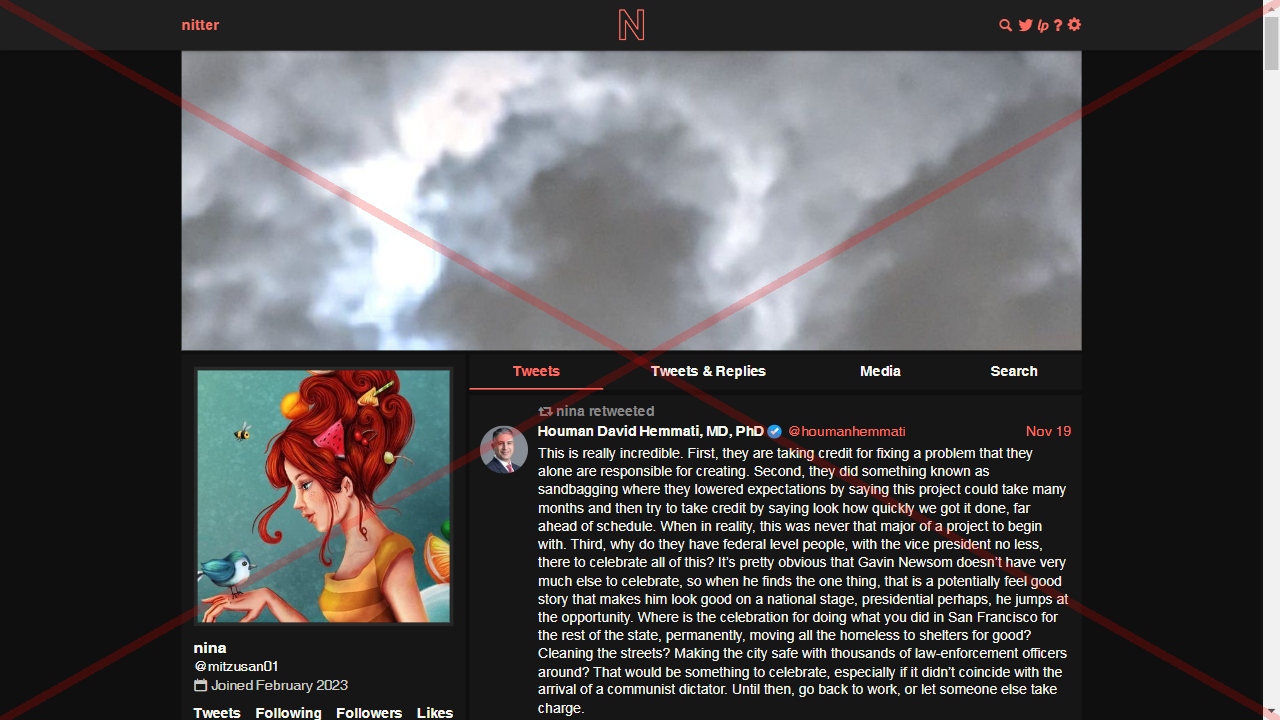 nitter
N
lp ?
Tweets Tweets & Replies Media Search
nina retweeted
Houman David Hemmati, MD, PhD @houmanhemmati Nov 19
This is really incredible. First, they are taking credit for fixing a problem that they
alone are responsible for creating. Second, they did something known as
sandbagging where they lowered expectations by saying this project could take many
months and then try to take credit by saying look how quickly we got it done, far
ahead of schedule. When in reality, this was never that major of a project to begin
with. Third, why do they have federal level people, with the vice president no less,
there to celebrate all of this? It’s pretty obvious that Gavin Newsom doesn’t have very
much else to celebrate, so when he finds the one thing, that is a potentially feel good
story that makes him look good on a national stage, presidential perhaps, he jumps at
the opportunity. Where is the celebration for doing what you did in San Francisco for
the rest of the state, permanently, moving all the homeless to shelters for good?
Cleaning the streets? Making the city safe with thousands of law-enforcement officers
around? That would be something to celebrate, especially if it didn’t coincide with the
arrival of a communist dictator. Until then, go back to work, or let someone else take
charge.
nina
@mitzusan01
Joined February 2023
Tweets Following Followers Likes